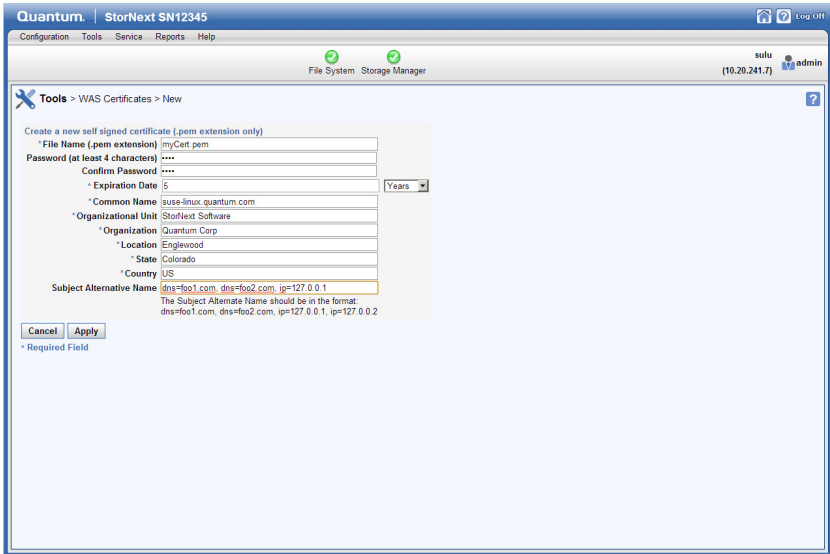 Quantum. StorNext SN12345 Log Off
Configuration Tools Service Reports Help
File System Storage Manager
sulu
(10.20.241.7)
admin
Tools > WAS Certificates > New
Create a new self signed certificate (.pem extension only)
*File Name (.pem extension) myCert.pem
Password (at least 4 characters) ••••
Confirm Password ••••
* Expiration Date 5 Years
*Common Name suse-linux.quantum.com
*Organizational Unit StorNext Software
*Organization Quantum Corp
*Location Englewood
*State Colorado
*Country US
Subject Alternative Name dns=foo1.com, dns=foo2.com, ip=127.0.0.1
The Subject Alternate Name should be in the format:
dns=foo1.com, dns=foo2.com, ip=127.0.0.1, ip=127.0.0.2
Cancel Apply
* Required Field